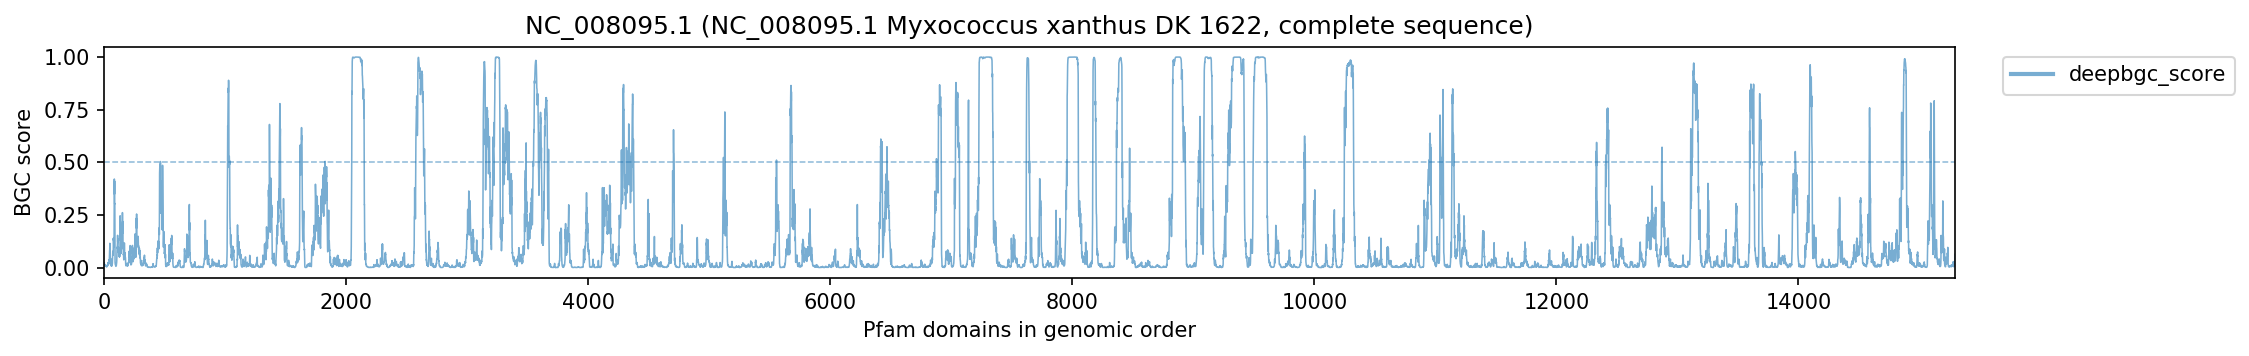 NC_008095.1 (NC_008095.1 Myxococcus xanthus DK 1622, complete sequence)
1.00
0.75
0.50
0.25
0.00
BGC score
deepbgc_score
0 2000 4000 6000 8000 10000 12000 14000
Pfam domains in genomic order